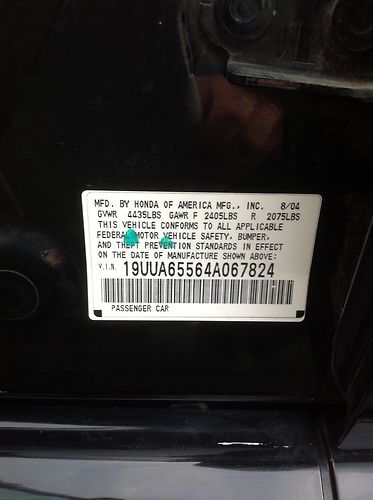 MFD. BY HONDA OF AMERICA MFG., INC. 8/04
GVWR 4435LBS GAWR F 2405LBS R 2075LBS
THIS VEHICLE CONFORMS TO ALL APPLICABLE
FEDERAL MOTOR VEHICLE SAFETY, BUMPER,
AND THEFT PREVENTION STANDARDS IN EFFECT
ON THE DATE OF MANUFACTURE SHOWN ABOVE:
V.I.N. 19UUA65564A067824
PASSENGER CAR